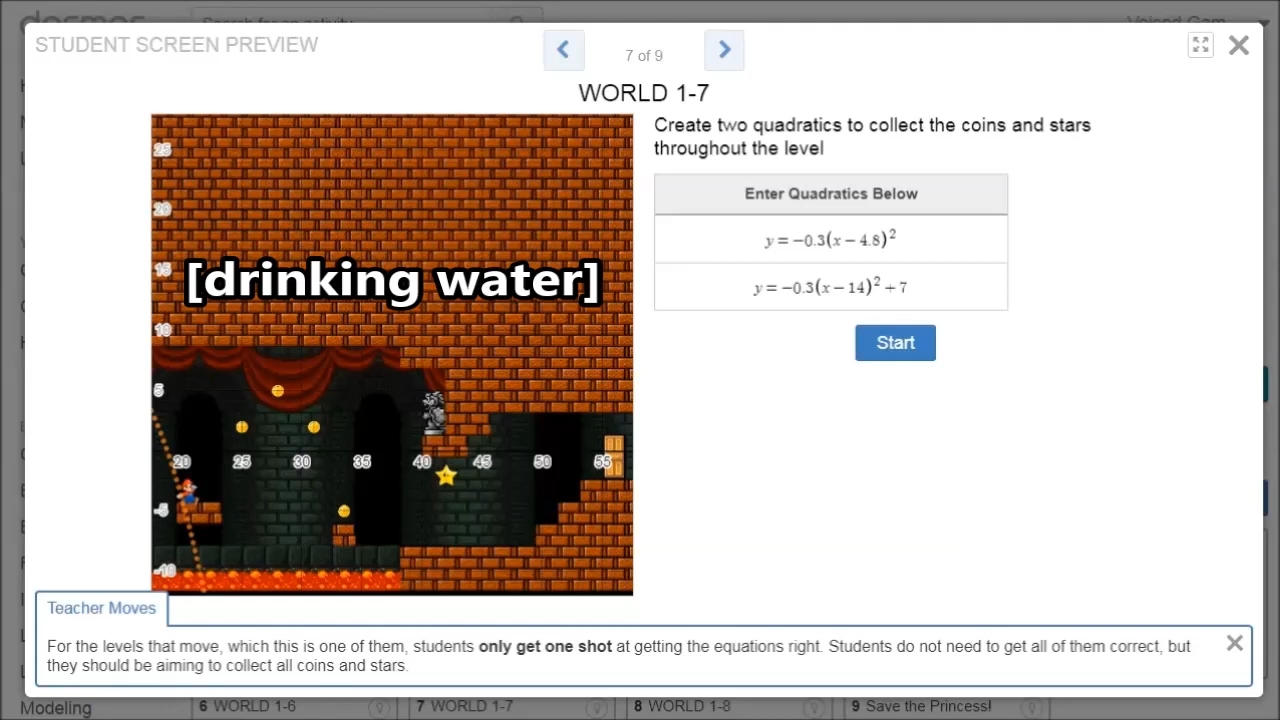 desmos
Search for an activity
STUDENT SCREEN PREVIEW
7 of 9
WORLD 1-7
Create two quadratics to collect the coins and stars
throughout the level
Enter Quadratics Below
y = −0.3(x − 4.8)²
y = −0.3(x − 14)² + 7
Start
25
20
15
[drinking water]
10
5
20 25 30 35 40 45 50 55
-5
-10
Teacher Moves
For the levels that move, which this is one of them, students only get one shot at getting the equations right. Students do not need to get all of them correct, but
they should be aiming to collect all coins and stars.
Modeling
6 WORLD 1-6
7 WORLD 1-7
8 WORLD 1-8
9 Save the Princess!